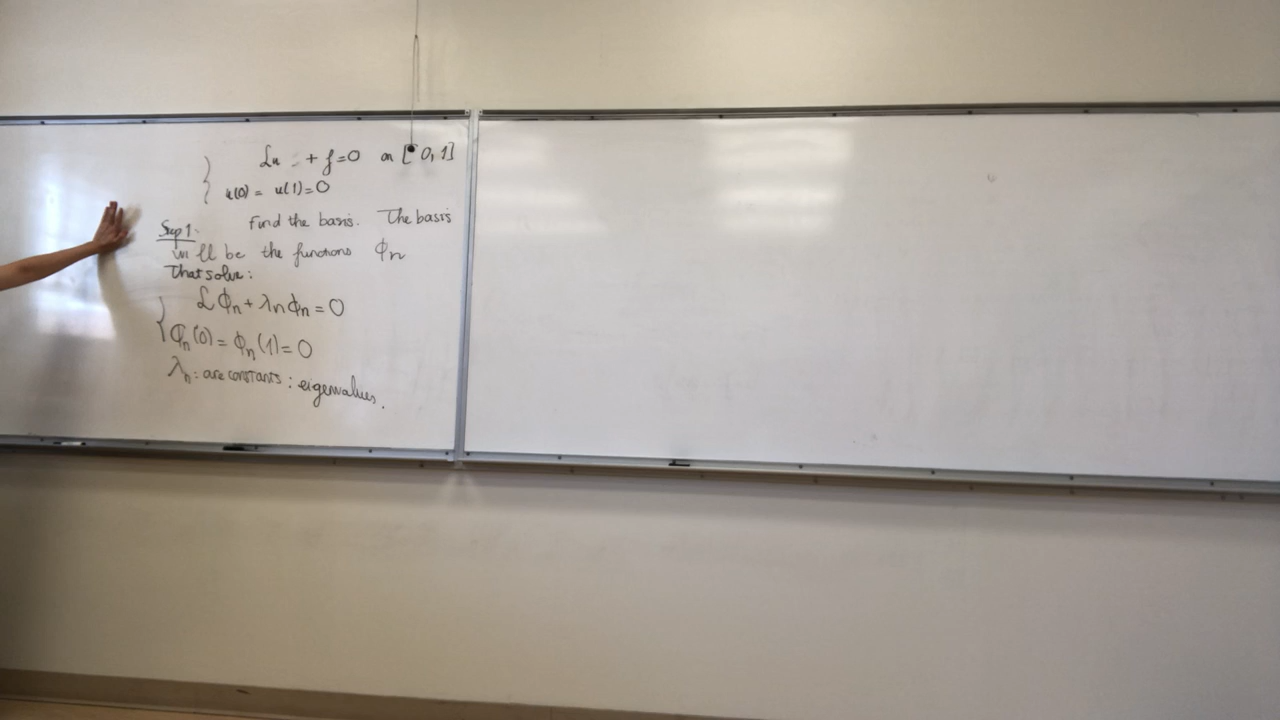 ℒu = + f = 0 on [0, 1]
u(0) = u(1) = 0
Step 1: Find the basis. The basis
will be the functions ϕn
That solve:
ℒϕn + λnϕn = 0
ϕn(0) = ϕn(1) = 0
λn: are constants: eigenvalues.